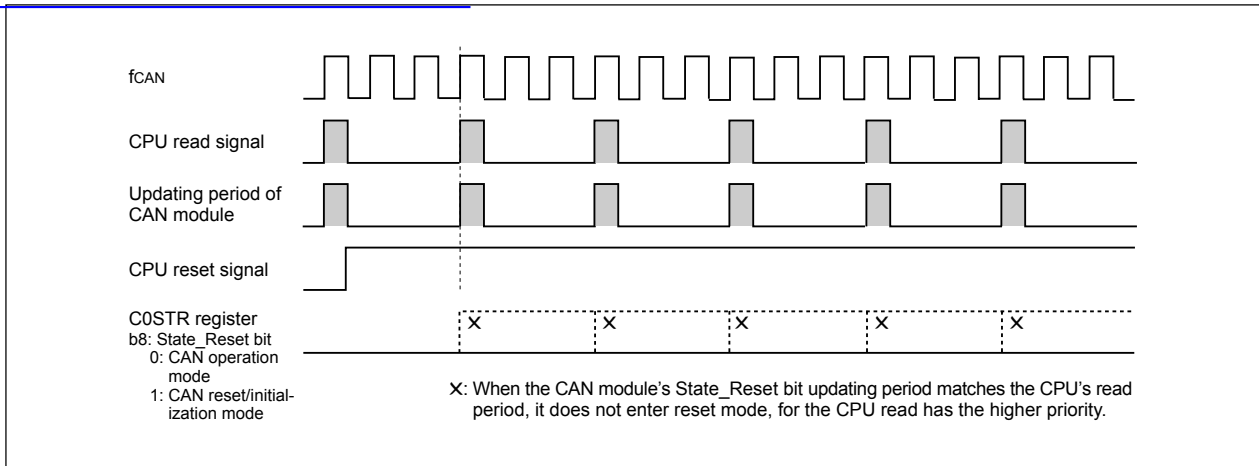 fCAN
CPU read signal
Updating period of
CAN module
CPU reset signal
C0STR register
b8: State_Reset bit
0: CAN operation
mode
1: CAN reset/initial-
ization mode
✕: When the CAN module's State_Reset bit updating period matches the CPU's read
period, it does not enter reset mode, for the CPU read has the higher priority.